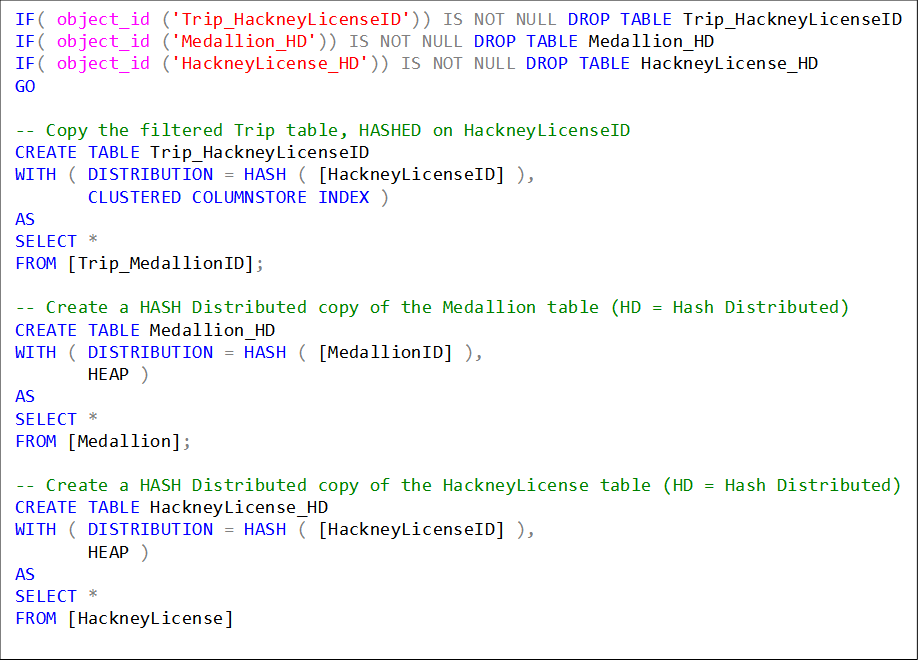 IF( object_id ('Trip_HackneyLicenseID')) IS NOT NULL DROP TABLE Trip_HackneyLicenseID
IF( object_id ('Medallion_HD')) IS NOT NULL DROP TABLE Medallion_HD
IF( object_id ('HackneyLicense_HD')) IS NOT NULL DROP TABLE HackneyLicense_HD
GO

-- Copy the filtered Trip table, HASHED on HackneyLicenseID
CREATE TABLE Trip_HackneyLicenseID
WITH ( DISTRIBUTION = HASH ( [HackneyLicenseID] ),
       CLUSTERED COLUMNSTORE INDEX )
AS
SELECT *
FROM [Trip_MedallionID];

-- Create a HASH Distributed copy of the Medallion table (HD = Hash Distributed)
CREATE TABLE Medallion_HD
WITH ( DISTRIBUTION = HASH ( [MedallionID] ),
       HEAP )
AS
SELECT *
FROM [Medallion];

-- Create a HASH Distributed copy of the HackneyLicense table (HD = Hash Distributed)
CREATE TABLE HackneyLicense_HD
WITH ( DISTRIBUTION = HASH ( [HackneyLicenseID] ),
       HEAP )
AS
SELECT *
FROM [HackneyLicense]